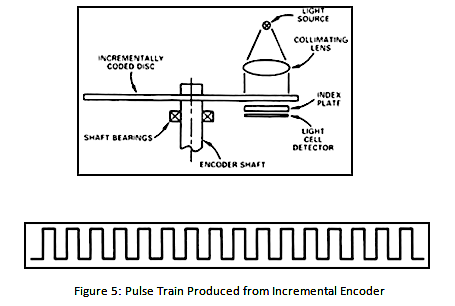 LIGHT
SOURCE
COLLIMATING
LENS
INCREMENTALLY
CODED DISC
INDEX
PLATE
LIGHT
CELL
DETECTOR
SHAFT BEARINGS
ENCODER SHAFT
Figure 5: Pulse Train Produced from Incremental Encoder